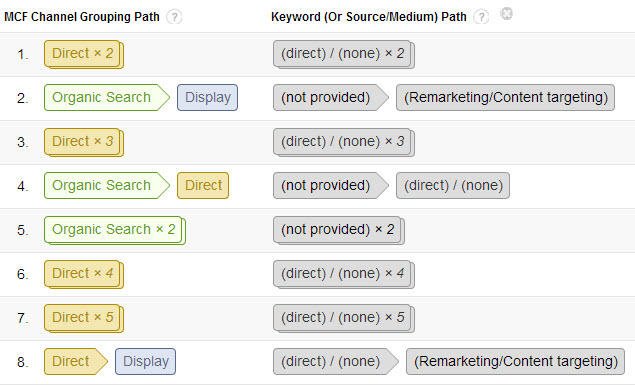 MCF Channel Grouping Path ? Keyword (Or Source/Medium) Path ?
1. Direct × 2 (direct) / (none) × 2
2. Organic Search Display (not provided) (Remarketing/Content targeting)
3. Direct × 3 (direct) / (none) × 3
4. Organic Search Direct (not provided) (direct) / (none)
5. Organic Search × 2 (not provided) × 2
6. Direct × 4 (direct) / (none) × 4
7. Direct × 5 (direct) / (none) × 5
8. Direct Display (direct) / (none) (Remarketing/Content targeting)